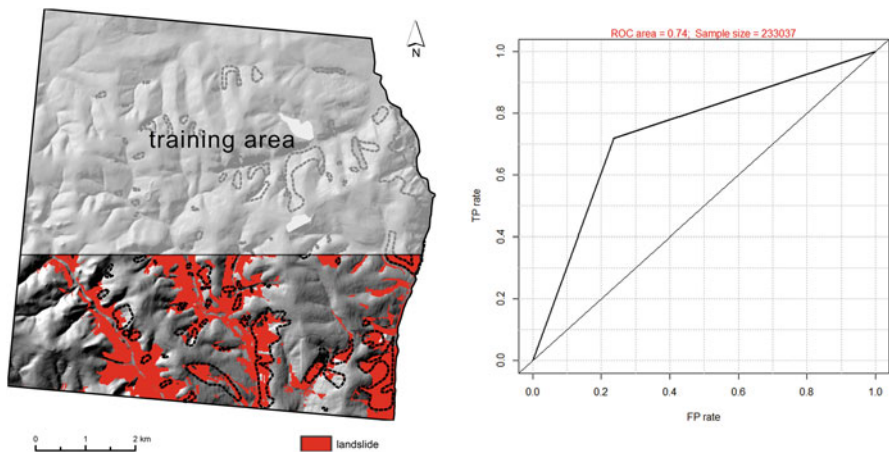 N
training area
0 1 2 km
landslide
ROC area = 0.74; Sample size = 233037
TP rate
1.0
0.8
0.6
0.4
0.2
0.0
0.0 0.2 0.4 0.6 0.8 1.0
FP rate